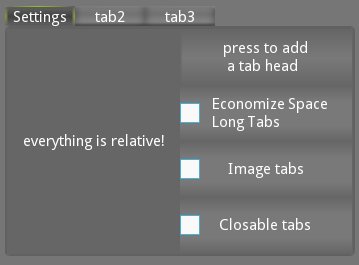 Settings tab2 tab3
press to add
a tab head
Economize Space
Long Tabs
everything is relative!
Image tabs
Closable tabs